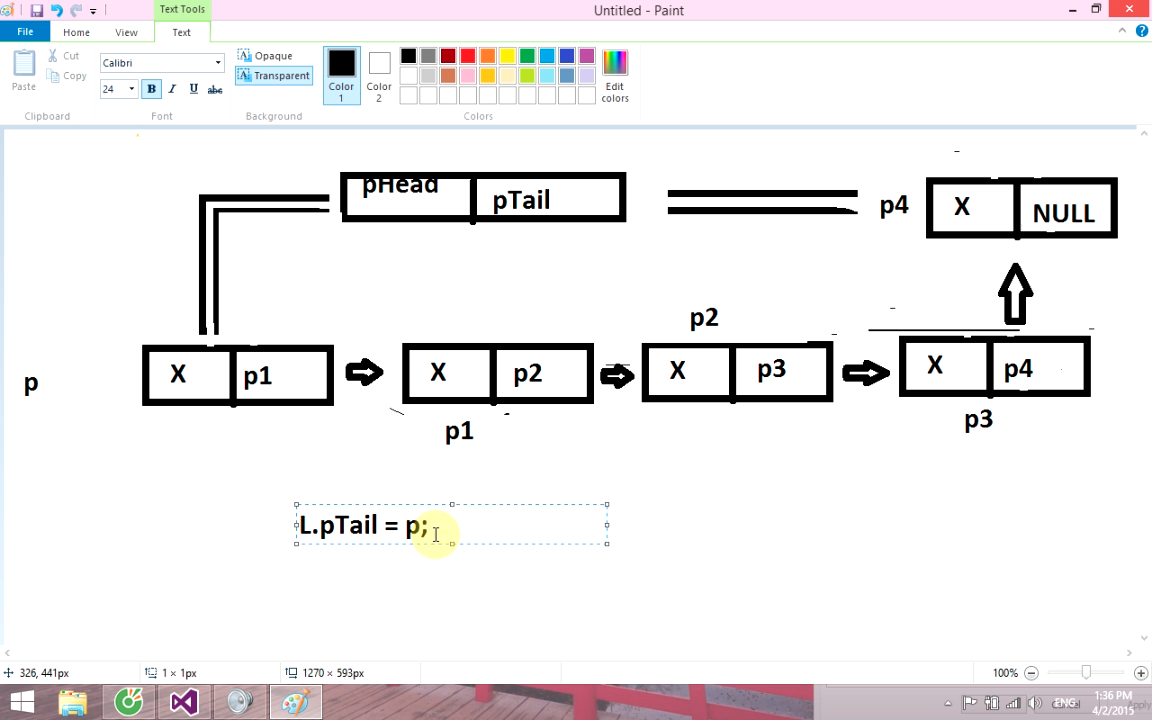 Untitled - Paint
Text Tools
File
Home
View
Text
Paste
Cut
Copy
Clipboard
Calibri
24
B
I
U
abc
Font
Opaque
Transparent
Background
Color 1
Color 2
Edit colors
Colors
pHead
pTail
p4
X
NULL
p2
p
X
p1
X
p2
X
p3
X
p4
p1
p3
L.pTail = p;
326, 441px
1 × 1px
1270 × 593px
100%
ENG
1:36 PM
4/2/2015